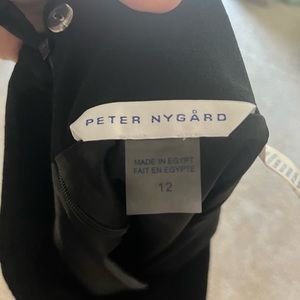 PETER NYGÅRD
MADE IN EGYPT
FAIT EN EGYPTE
12